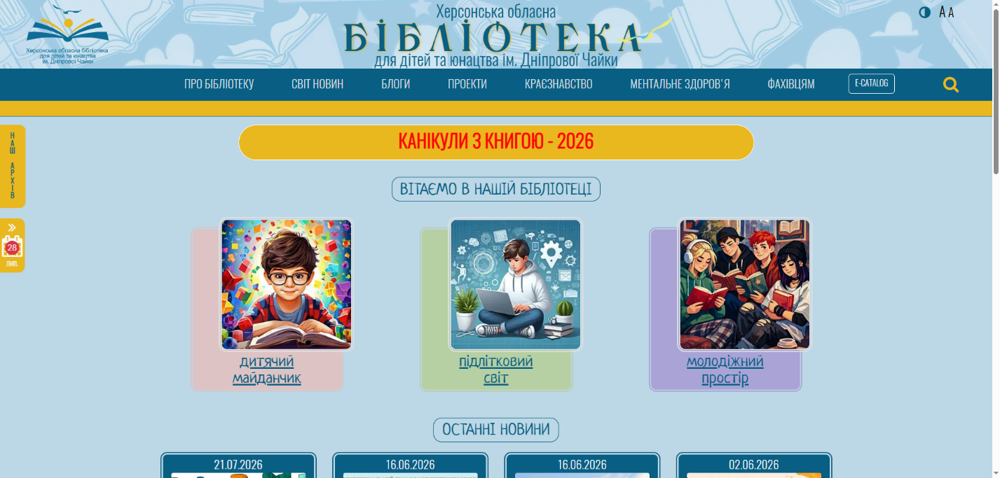 Херсонська обласна
БІБЛІОТЕКА
для дітей та юнацтва ім. Дніпрової Чайки
Херсонська обласна бібліотека
для дітей та юнацтва
ім. Дніпрової Чайки
A A
ПРО БІБЛІОТЕКУ СВІТ НОВИН БЛОГИ ПРОЕКТИ КРАЄЗНАВСТВО МЕНТАЛЬНЕ ЗДОРОВ'Я ФАХІВЦЯМ E-CATALOG
НАШ АРХІВ
28
ЛИП.
КАНІКУЛИ З КНИГОЮ - 2026
ВІТАЄМО В НАШІЙ БІБЛІОТЕЦІ
дитячий
майданчик
підлітковий
світ
молодіжний
простір
ОСТАННІ НОВИНИ
21.07.2026 16.06.2026 16.06.2026 02.06.2026